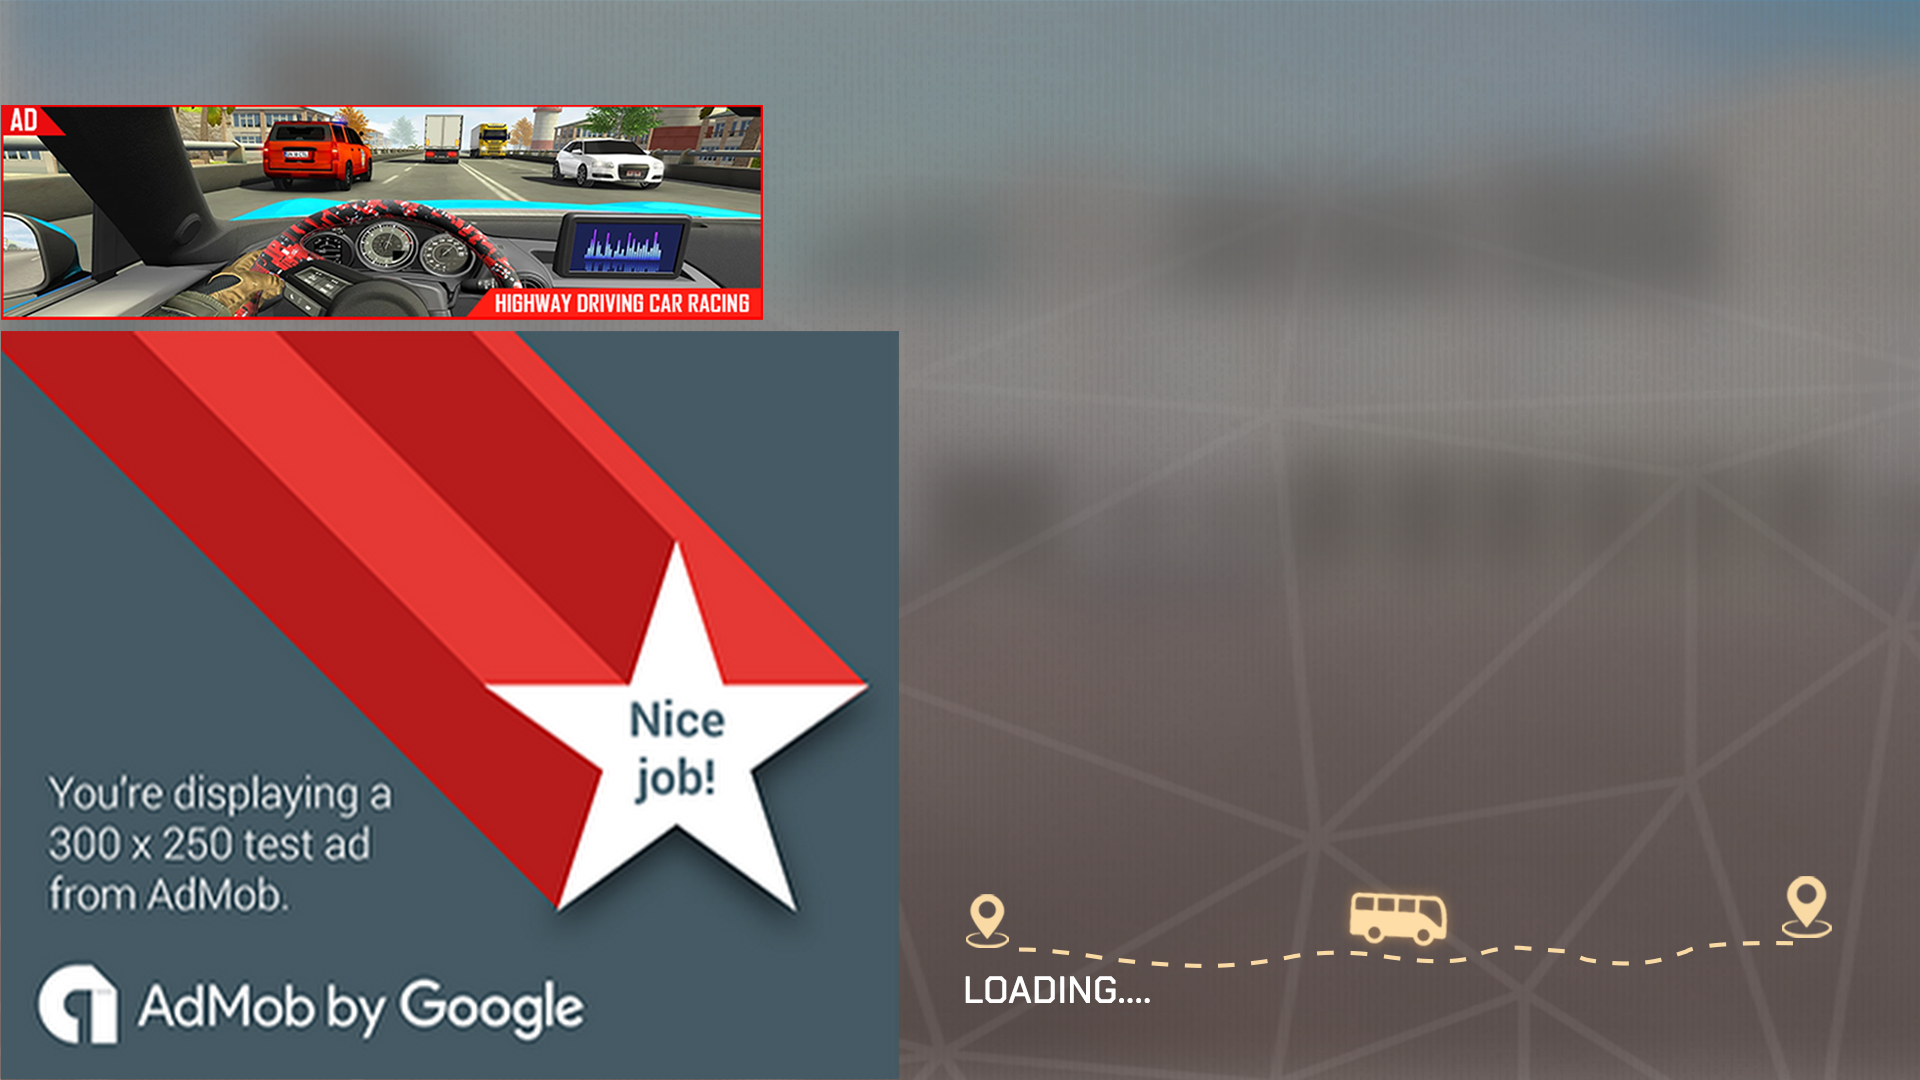 AD
HIGHWAY DRIVING CAR RACING
Nice
job!
You're displaying a
300 x 250 test ad
from AdMob.
AdMob by Google
LOADING....